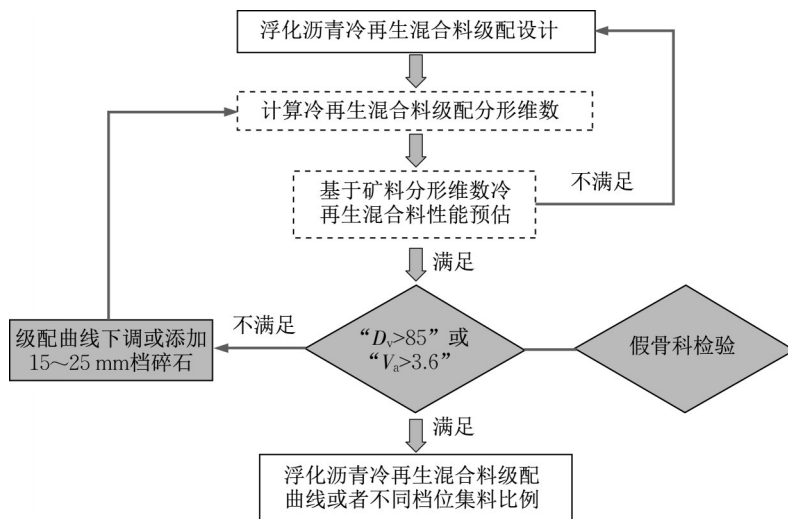 浮化沥青冷再生混合料级配设计
计算冷再生混合料级配分形维数
基于矿料分形维数冷
再生混合料性能预估
不满足
满足
级配曲线下调或添加
15～25 mm档碎石
不满足
“Dv>85”或
“Va>3.6”
假骨科检验
满足
浮化沥青冷再生混合料级配
曲线或者不同档位集料比例